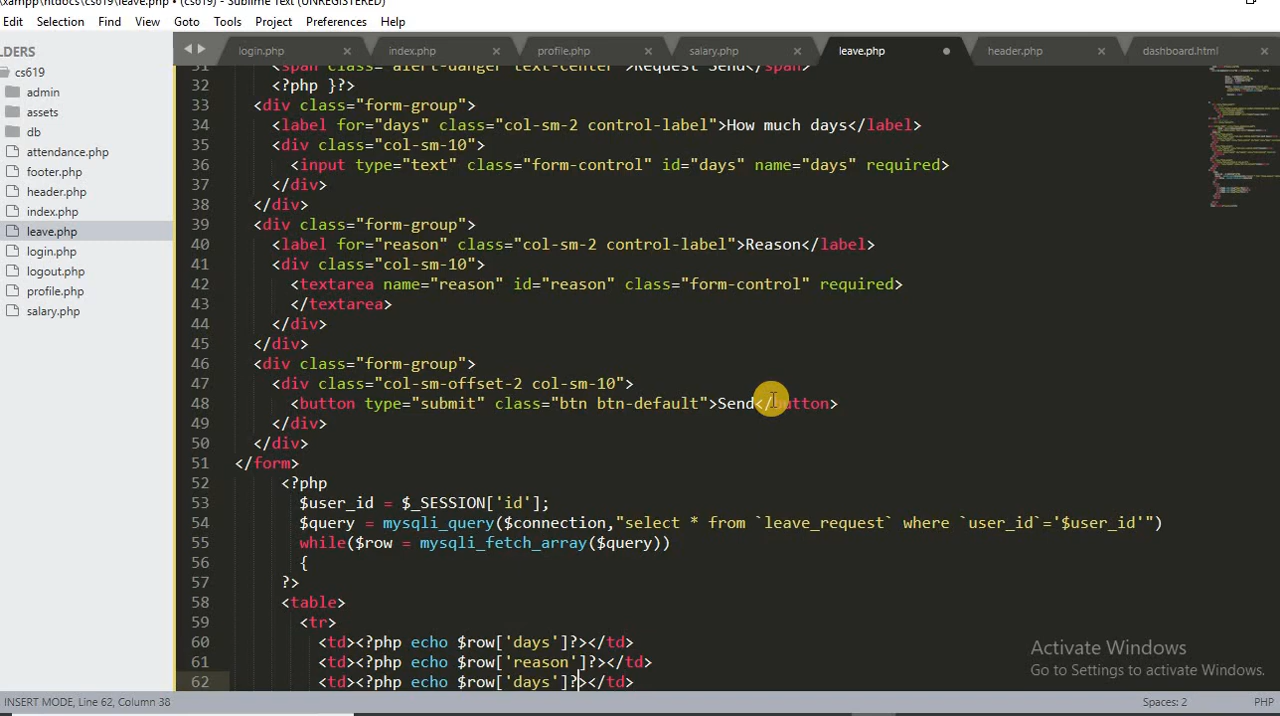 \xampp\htdocs\cs619\leave.php • (cs619) - Sublime Text (UNREGISTERED)
Edit Selection Find View Goto Tools Project Preferences Help
LDERS
cs619
admin
assets
db
attendance.php
footer.php
header.php
index.php
leave.php
login.php
logout.php
profile.php
salary.php
login.php index.php profile.php salary.php leave.php header.php dashboard.html
31 <span class="alert-danger text-center">Request Send</span>
32 <?php }?>
33 <div class="form-group">
34 <label for="days" class="col-sm-2 control-label">How much days</label>
35 <div class="col-sm-10">
36 <input type="text" class="form-control" id="days" name="days" required>
37 </div>
38 </div>
39 <div class="form-group">
40 <label for="reason" class="col-sm-2 control-label">Reason</label>
41 <div class="col-sm-10">
42 <textarea name="reason" id="reason" class="form-control" required>
43 </textarea>
44 </div>
45 </div>
46 <div class="form-group">
47 <div class="col-sm-offset-2 col-sm-10">
48 <button type="submit" class="btn btn-default">Send</button>
49 </div>
50 </div>
51 </form>
52 <?php
53 $user_id = $_SESSION['id'];
54 $query = mysqli_query($connection,"select * from `leave_request` where `user_id`='$user_id'")
55 while($row = mysqli_fetch_array($query))
56 {
57 ?>
58 <table>
59 <tr>
60 <td><?php echo $row['days']?></td>
61 <td><?php echo $row['reason']?></td>
62 <td><?php echo $row['days']?></td>
Activate Windows
Go to Settings to activate Windows.
INSERT MODE, Line 62, Column 38 Spaces: 2 PHP